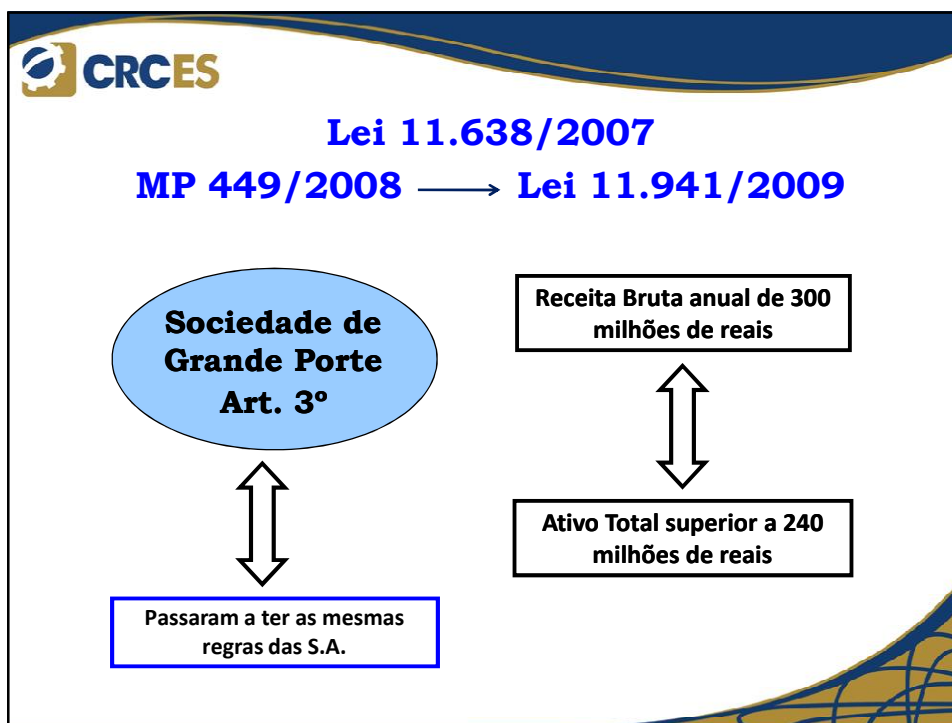 CRCES
Lei 11.638/2007
MP 449/2008 → Lei 11.941/2009
Sociedade de
Grande Porte
Art. 3º
Receita Bruta anual de 300
milhões de reais
Ativo Total superior a 240
milhões de reais
Passaram a ter as mesmas
regras das S.A.